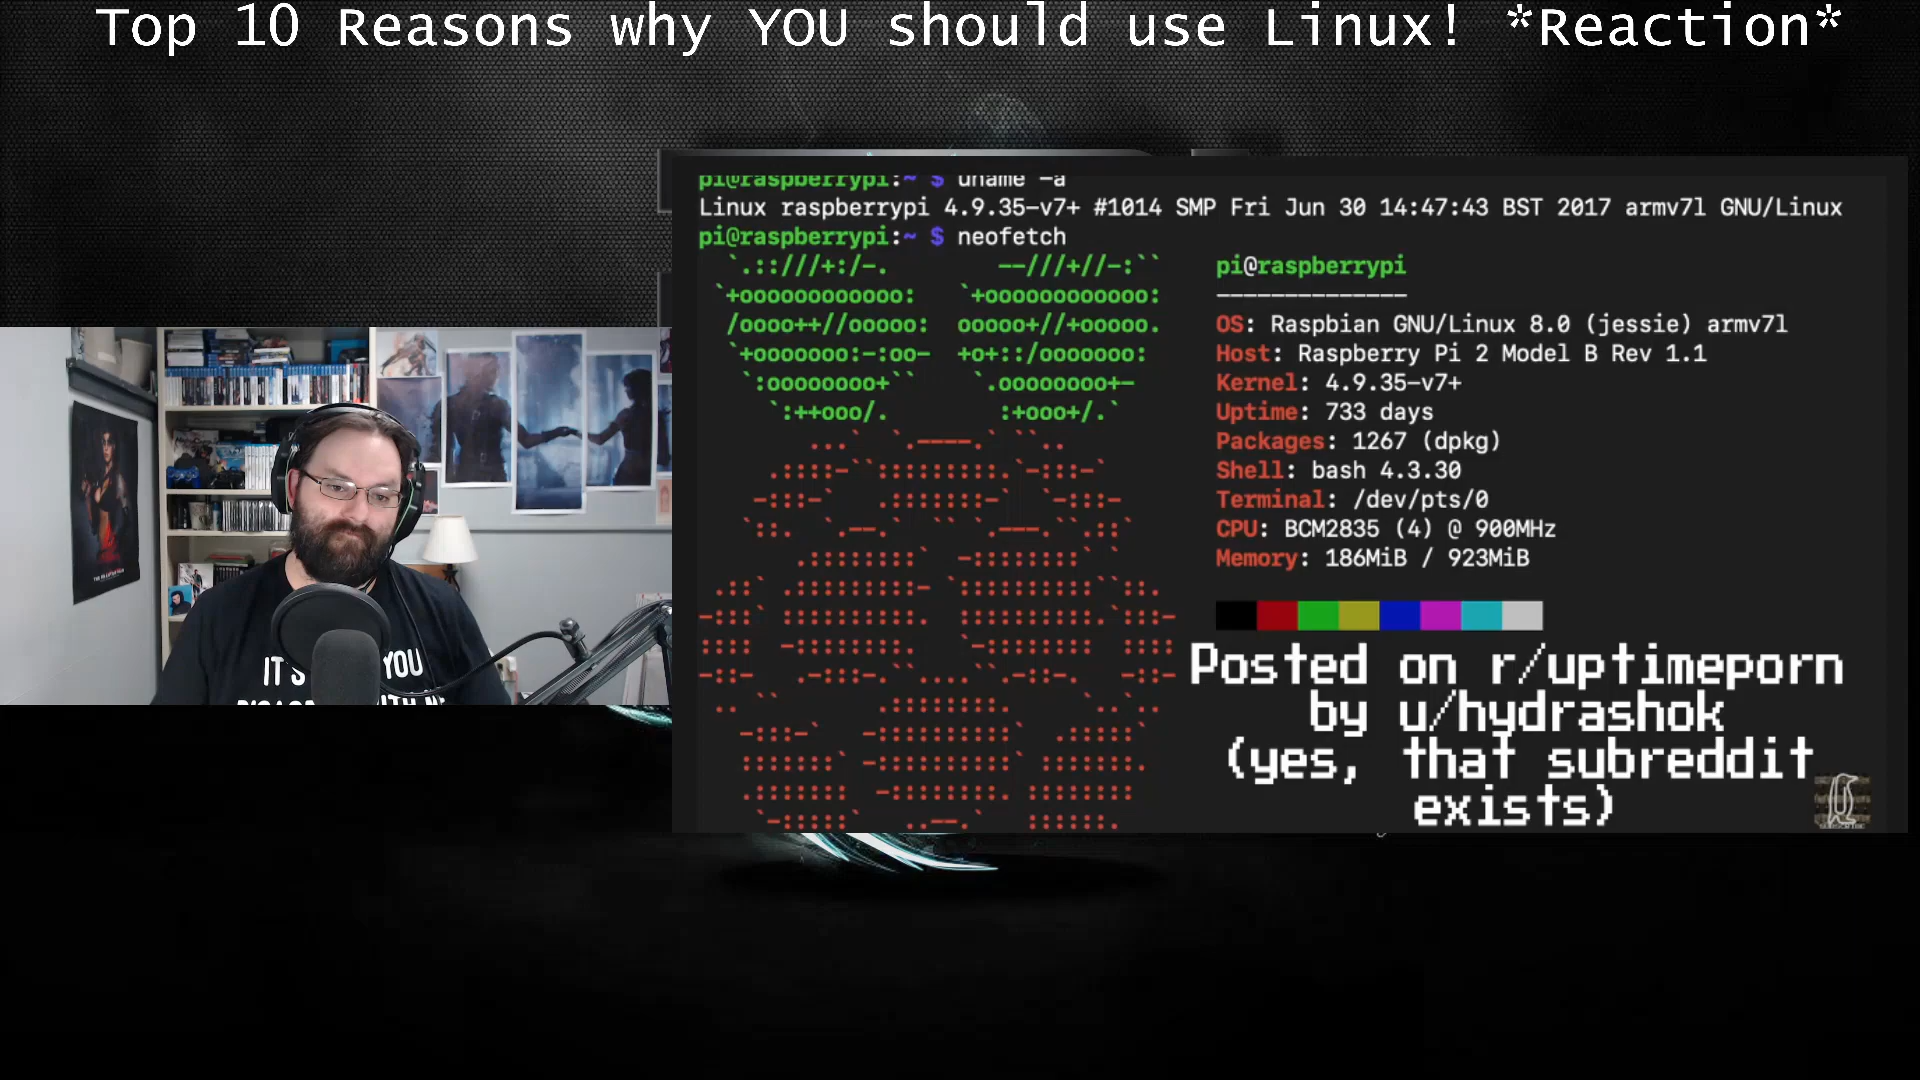 Top 10 Reasons why YOU should use Linux! *Reaction*
pi@raspberrypi:~ $ uname -a
Linux raspberrypi 4.9.35-v7+ #1014 SMP Fri Jun 30 14:47:43 BST 2017 armv7l GNU/Linux
pi@raspberrypi:~ $ neofetch
pi@raspberrypi
--------------
OS: Raspbian GNU/Linux 8.0 (jessie) armv7l
Host: Raspberry Pi 2 Model B Rev 1.1
Kernel: 4.9.35-v7+
Uptime: 733 days
Packages: 1267 (dpkg)
Shell: bash 4.3.30
Terminal: /dev/pts/0
CPU: BCM2835 (4) @ 900MHz
Memory: 186MiB / 923MiB
Posted on r/uptimeporn
by u/hydrashok
(yes, that subreddit
exists)
SUBSCRIBE
IT'S YOU